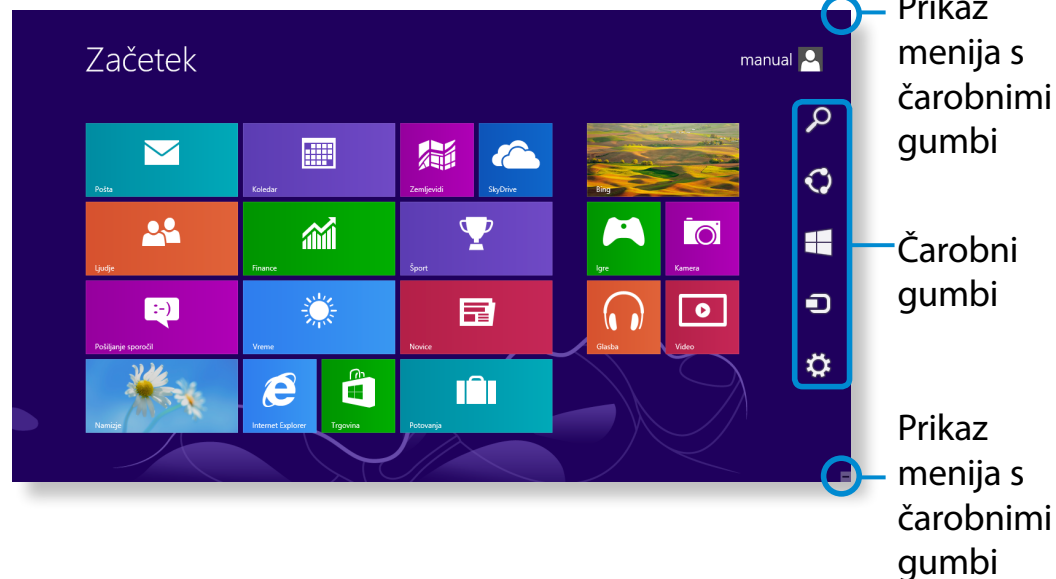 Prikaz
menija s
čarobnimi
gumbi
Začetek
manual
Pošta
Koledar
Zemljevidi
SkyDrive
Bing
Ljudje
Finance
Šport
Igre
Kamera
Pošiljanje sporočil
Vreme
Novice
Glasba
Video
Namizje
Internet Explorer
Trgovina
Potovanja
Čarobni
gumbi
Prikaz
menija s
čarobnimi
gumbi